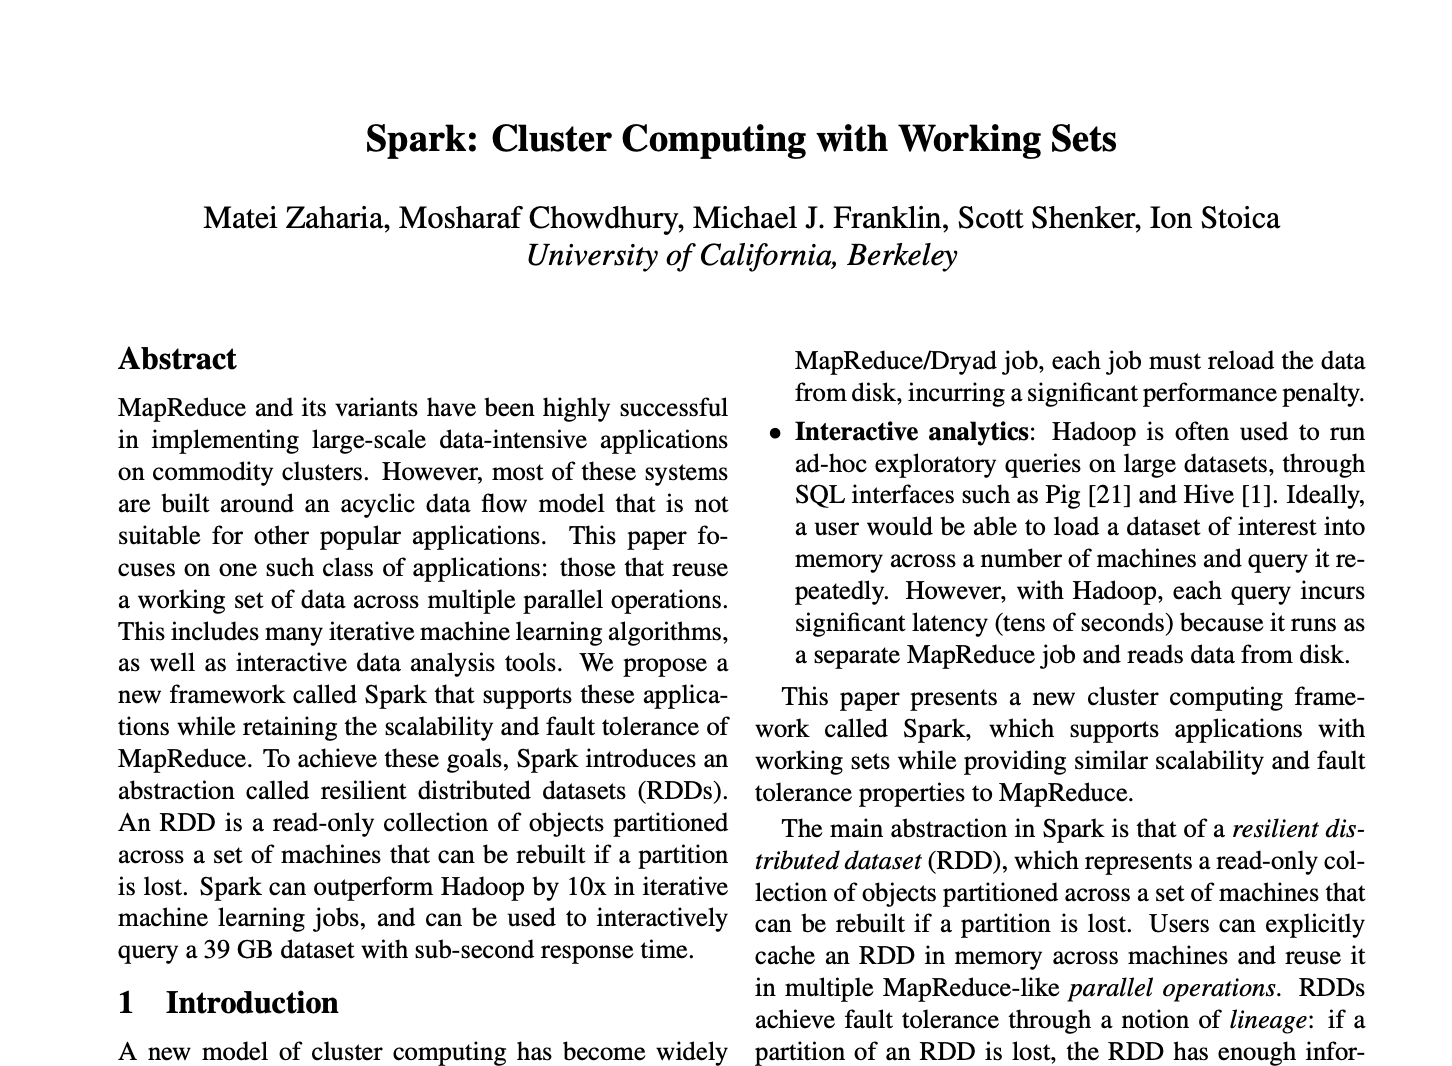 Spark: Cluster Computing with Working Sets
Matei Zaharia, Mosharaf Chowdhury, Michael J. Franklin, Scott Shenker, Ion Stoica
University of California, Berkeley
Abstract
MapReduce and its variants have been highly successful
in implementing large-scale data-intensive applications
on commodity clusters. However, most of these systems
are built around an acyclic data flow model that is not
suitable for other popular applications. This paper fo-
cuses on one such class of applications: those that reuse
a working set of data across multiple parallel operations.
This includes many iterative machine learning algorithms,
as well as interactive data analysis tools. We propose a
new framework called Spark that supports these applica-
tions while retaining the scalability and fault tolerance of
MapReduce. To achieve these goals, Spark introduces an
abstraction called resilient distributed datasets (RDDs).
An RDD is a read-only collection of objects partitioned
across a set of machines that can be rebuilt if a partition
is lost. Spark can outperform Hadoop by 10x in iterative
machine learning jobs, and can be used to interactively
query a 39 GB dataset with sub-second response time.
1 Introduction
A new model of cluster computing has become widely
MapReduce/Dryad job, each job must reload the data
from disk, incurring a significant performance penalty.
• Interactive analytics: Hadoop is often used to run
ad-hoc exploratory queries on large datasets, through
SQL interfaces such as Pig [21] and Hive [1]. Ideally,
a user would be able to load a dataset of interest into
memory across a number of machines and query it re-
peatedly. However, with Hadoop, each query incurs
significant latency (tens of seconds) because it runs as
a separate MapReduce job and reads data from disk.
This paper presents a new cluster computing frame-
work called Spark, which supports applications with
working sets while providing similar scalability and fault
tolerance properties to MapReduce.
The main abstraction in Spark is that of a resilient dis-
tributed dataset (RDD), which represents a read-only col-
lection of objects partitioned across a set of machines that
can be rebuilt if a partition is lost. Users can explicitly
cache an RDD in memory across machines and reuse it
in multiple MapReduce-like parallel operations. RDDs
achieve fault tolerance through a notion of lineage: if a
partition of an RDD is lost, the RDD has enough infor-